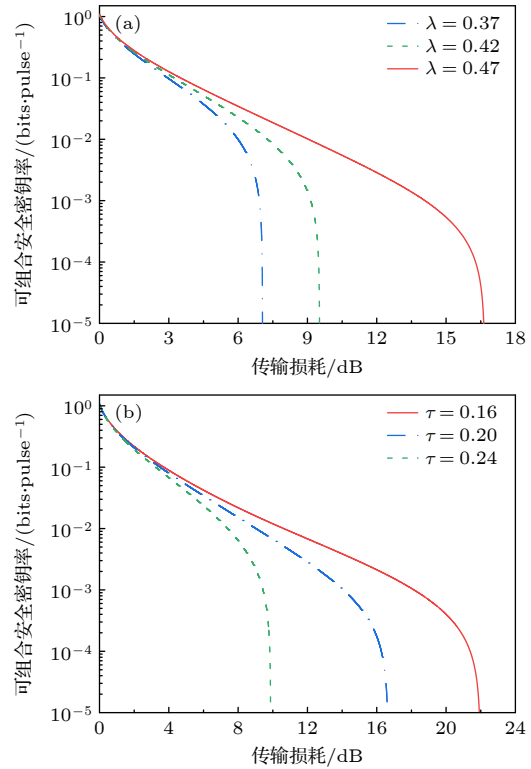 (a)
λ = 0.37
λ = 0.42
λ = 0.47
10⁰
10⁻¹
10⁻²
10⁻³
10⁻⁴
10⁻⁵
可组合安全密钥率/(bits·pulse⁻¹)
0 3 6 9 12 15 18
传输损耗/dB
(b)
τ = 0.16
τ = 0.20
τ = 0.24
10⁰
10⁻¹
10⁻²
10⁻³
10⁻⁴
10⁻⁵
可组合安全密钥率/(bits·pulse⁻¹)
0 4 8 12 16 20 24
传输损耗/dB